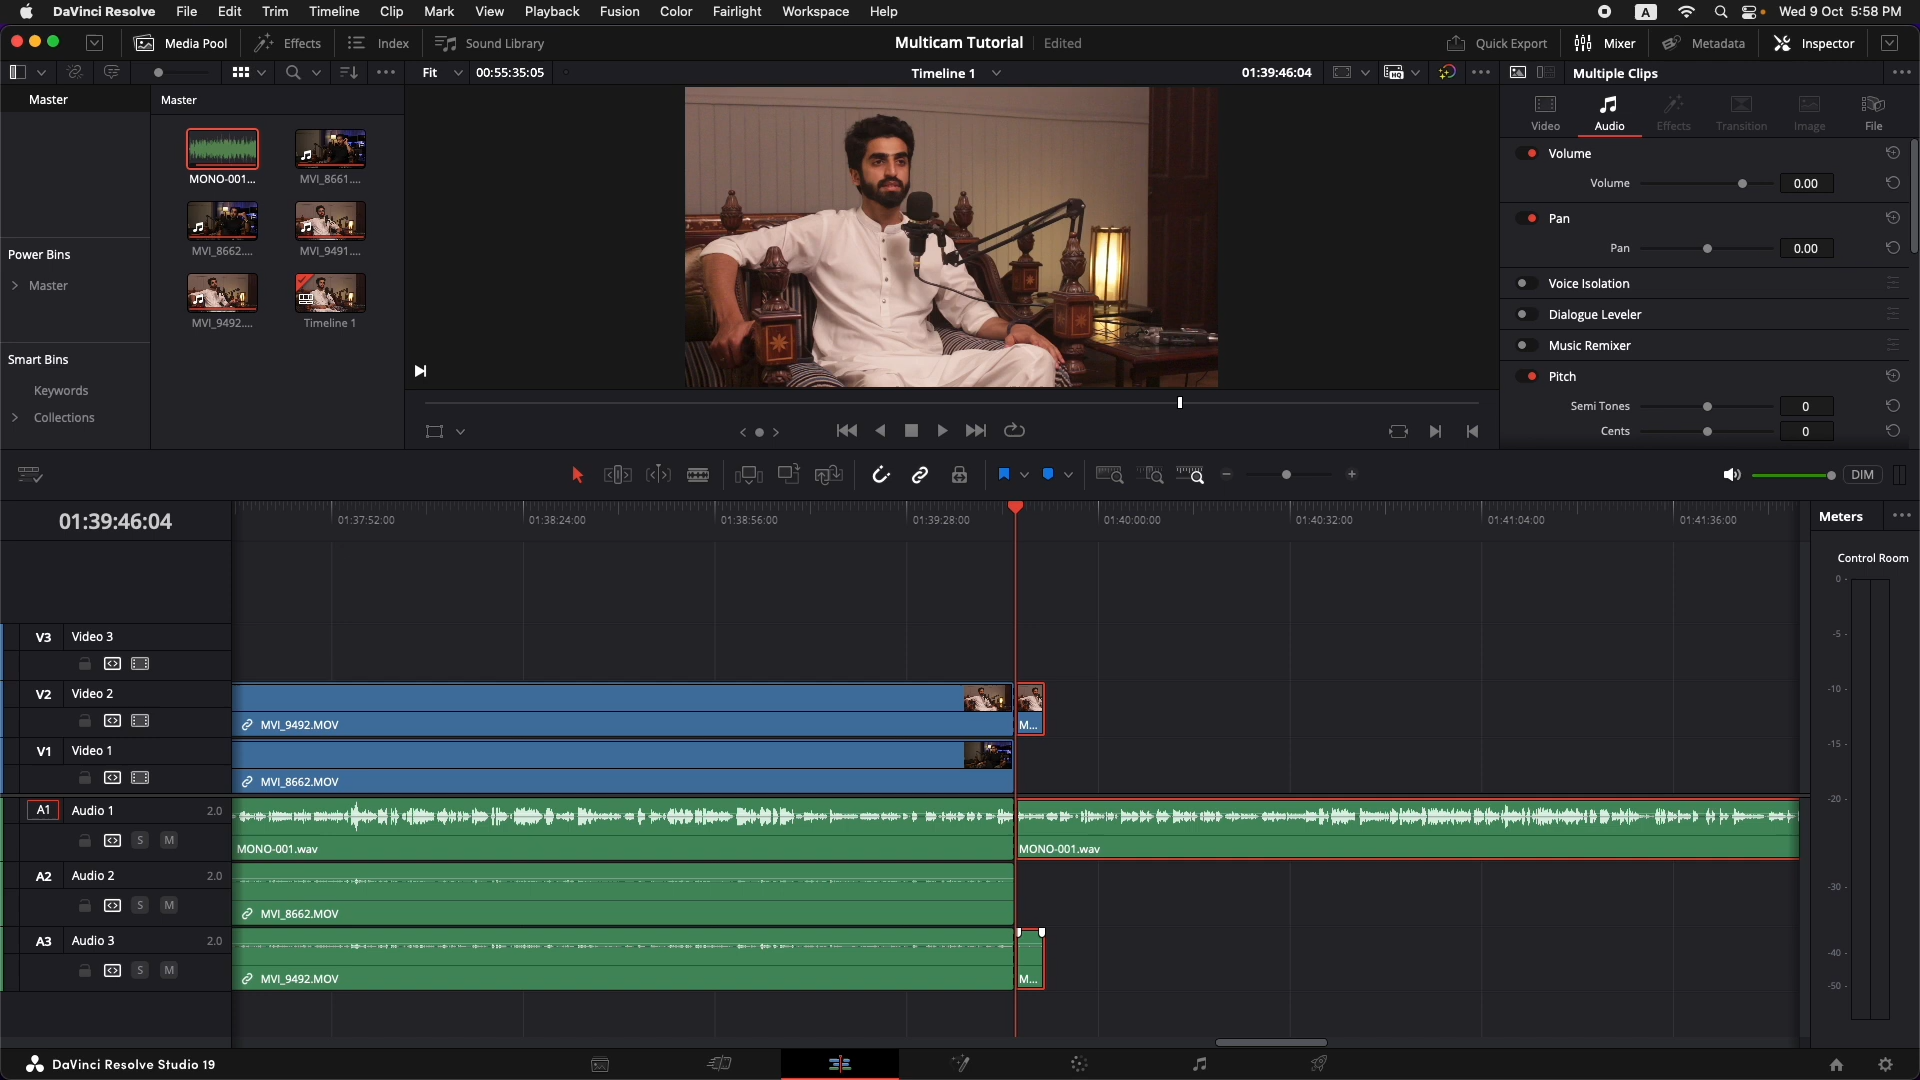 DaVinci Resolve File Edit Trim Timeline Clip Mark View Playback Fusion Color Fairlight Workspace Help A Wed 9 Oct 5:58 PM
Media Pool Effects Index Sound Library Multicam Tutorial Edited Quick Export Mixer Metadata Inspector
Fit 00:55:35:05 Timeline 1 01:39:46:04 HQ Multiple Clips
Master Master
Video Audio Effects Transition Image File
MONO-001... MVI_8661....
MVI_8662.... MVI_9491....
MVI_9492.... Timeline 1
Power Bins
Master
Smart Bins
Keywords
Collections
Volume
Volume 0.00
Pan
Pan 0.00
Voice Isolation
Dialogue Leveler
Music Remixer
Pitch
Semi Tones 0
Cents 0
DIM
01:39:46:04 01:37:52:00 01:38:24:00 01:38:56:00 01:39:28:00 01:40:00:00 01:40:32:00 01:41:04:00 01:41:36:00
Meters
Control Room
0
-5
-10
-15
-20
-30
-40
-50
V3 Video 3
V2 Video 2
MVI_9492.MOV M...
V1 Video 1
MVI_8662.MOV
A1 Audio 1 2.0
S M
MONO-001.wav MONO-001.wav
A2 Audio 2 2.0
S M
MVI_8662.MOV
A3 Audio 3 2.0
S M
MVI_9492.MOV M...
DaVinci Resolve Studio 19